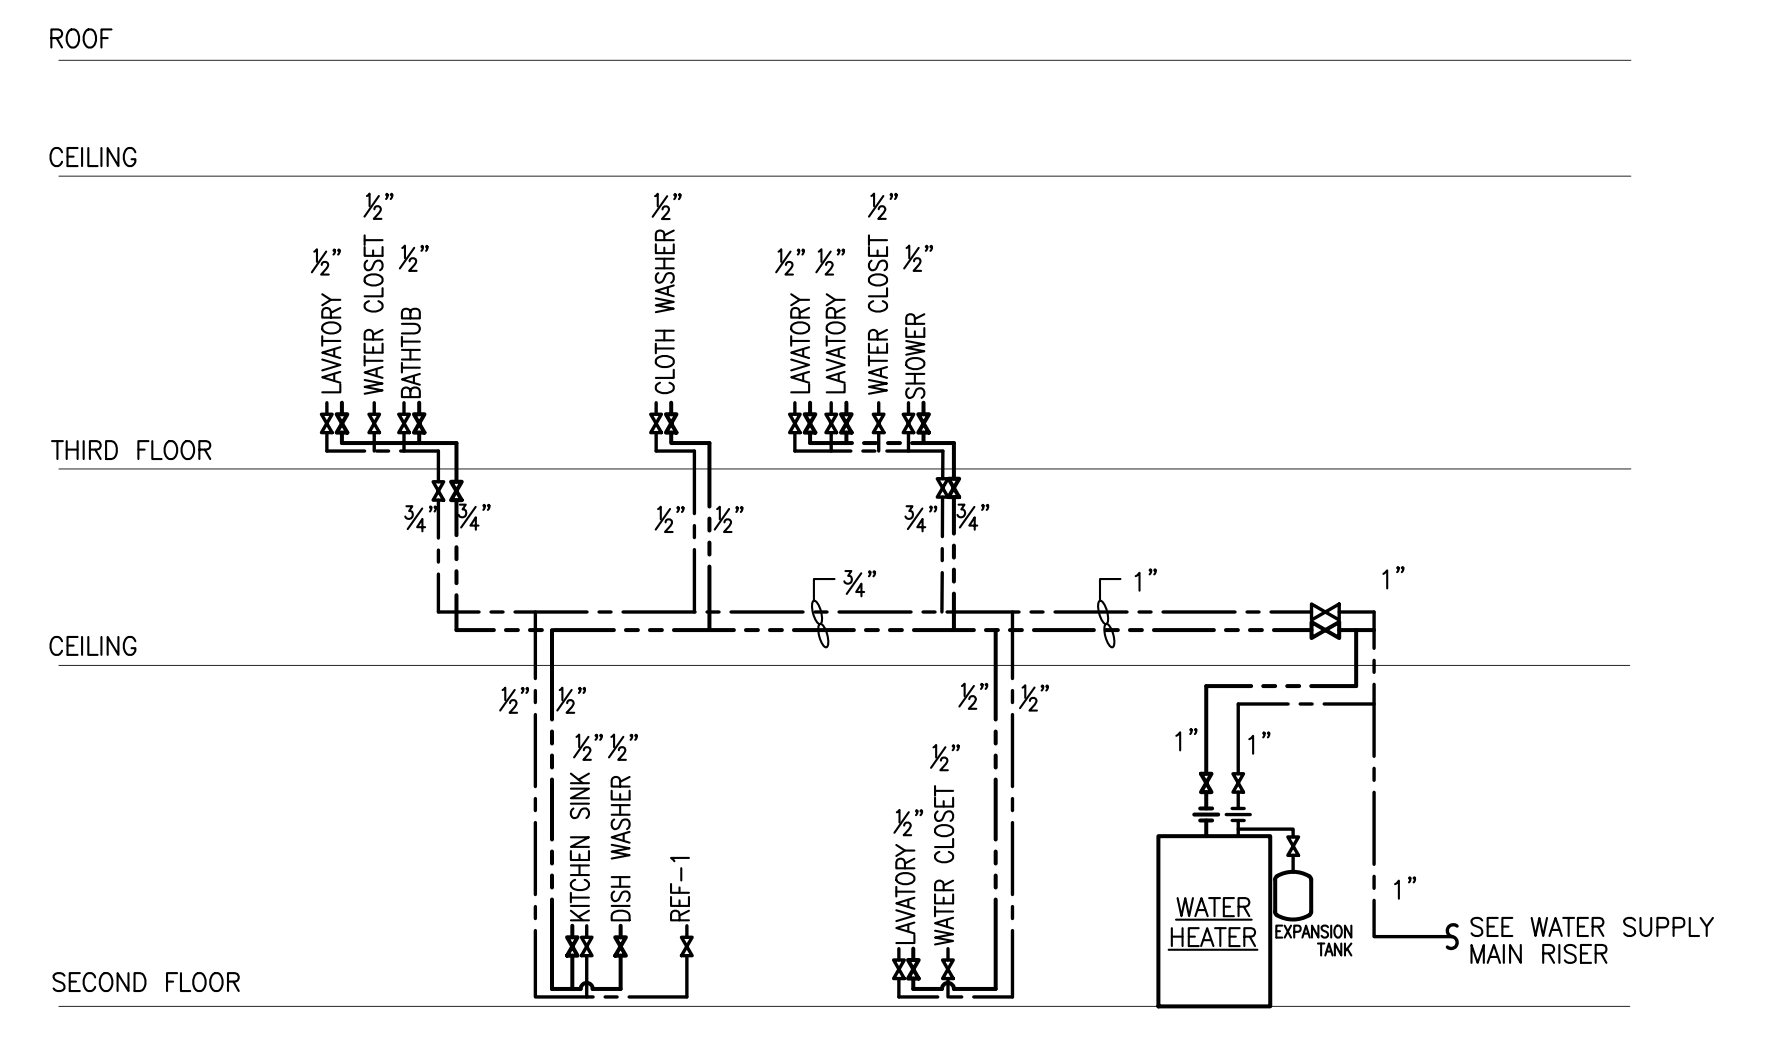 ROOF
CEILING
½" ½" ½"
½" ½" ½" ½" ½"
LAVATORY
WATER CLOSET
BATHTUB
CLOTH WASHER
LAVATORY
LAVATORY
WATER CLOSET
SHOWER
THIRD FLOOR
¾" ¾" ½" ½" ¾" ¾"
¾" 1" 1"
CEILING
½" ½" ½" ½"
½" ½" ½" 1" 1"
KITCHEN SINK
DISH WASHER
REF-1
½"
LAVATORY
WATER CLOSET
1"
WATER
HEATER
EXPANSION
TANK
SEE WATER SUPPLY
MAIN RISER
SECOND FLOOR